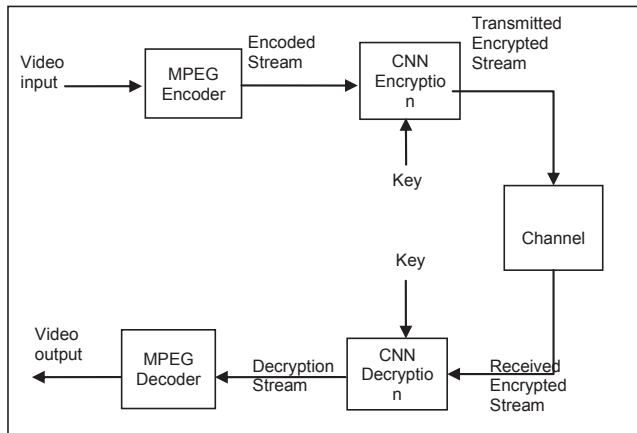 Video
input
MPEG
Encoder
Encoded
Stream
CNN
Encryptio
n
Transmitted
Encrypted
Stream
Key
Channel
Key
Video
output
MPEG
Decoder
Decryption
Stream
CNN
Decryptio
n
Received
Encrypted
Stream